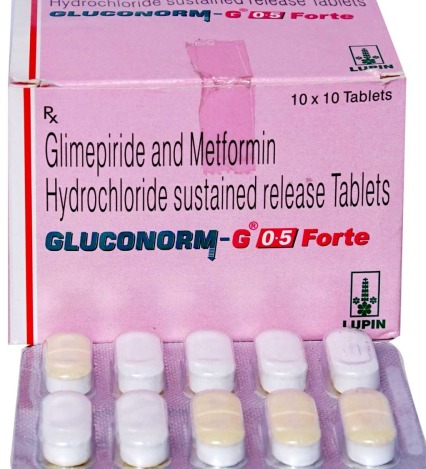 Hydrochloride sustained release Tablets
GLUCONORM-G® 0·5 Forte
LUPIN
10 x 10 Tablets
Rx
Glimepiride and Metformin
Hydrochloride sustained release Tablets
GLUCONORM-G® 0·5 Forte
LUPIN